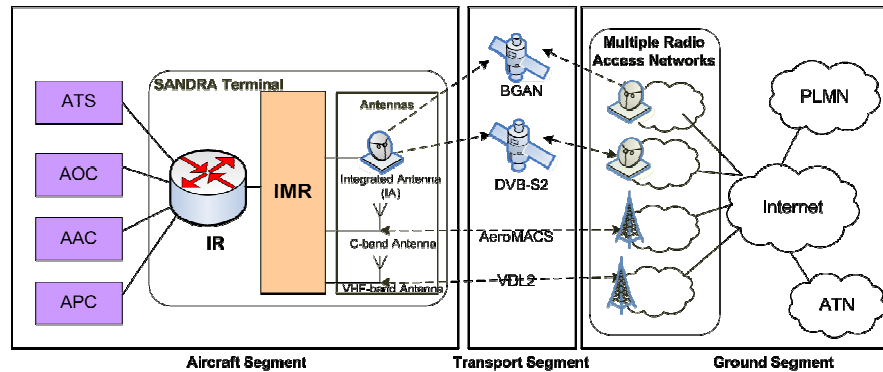 ATS
AOC
AAC
APC
SANDRA Terminal
IR
IMR
Antennas
Integrated Antenna
(IA)
C-band Antenna
VHF-band Antenna
BGAN
DVB-S2
AeroMACS
VDL2
Multiple Radio
Access Networks
PLMN
Internet
ATN
Aircraft Segment
Transport Segment
Ground Segment